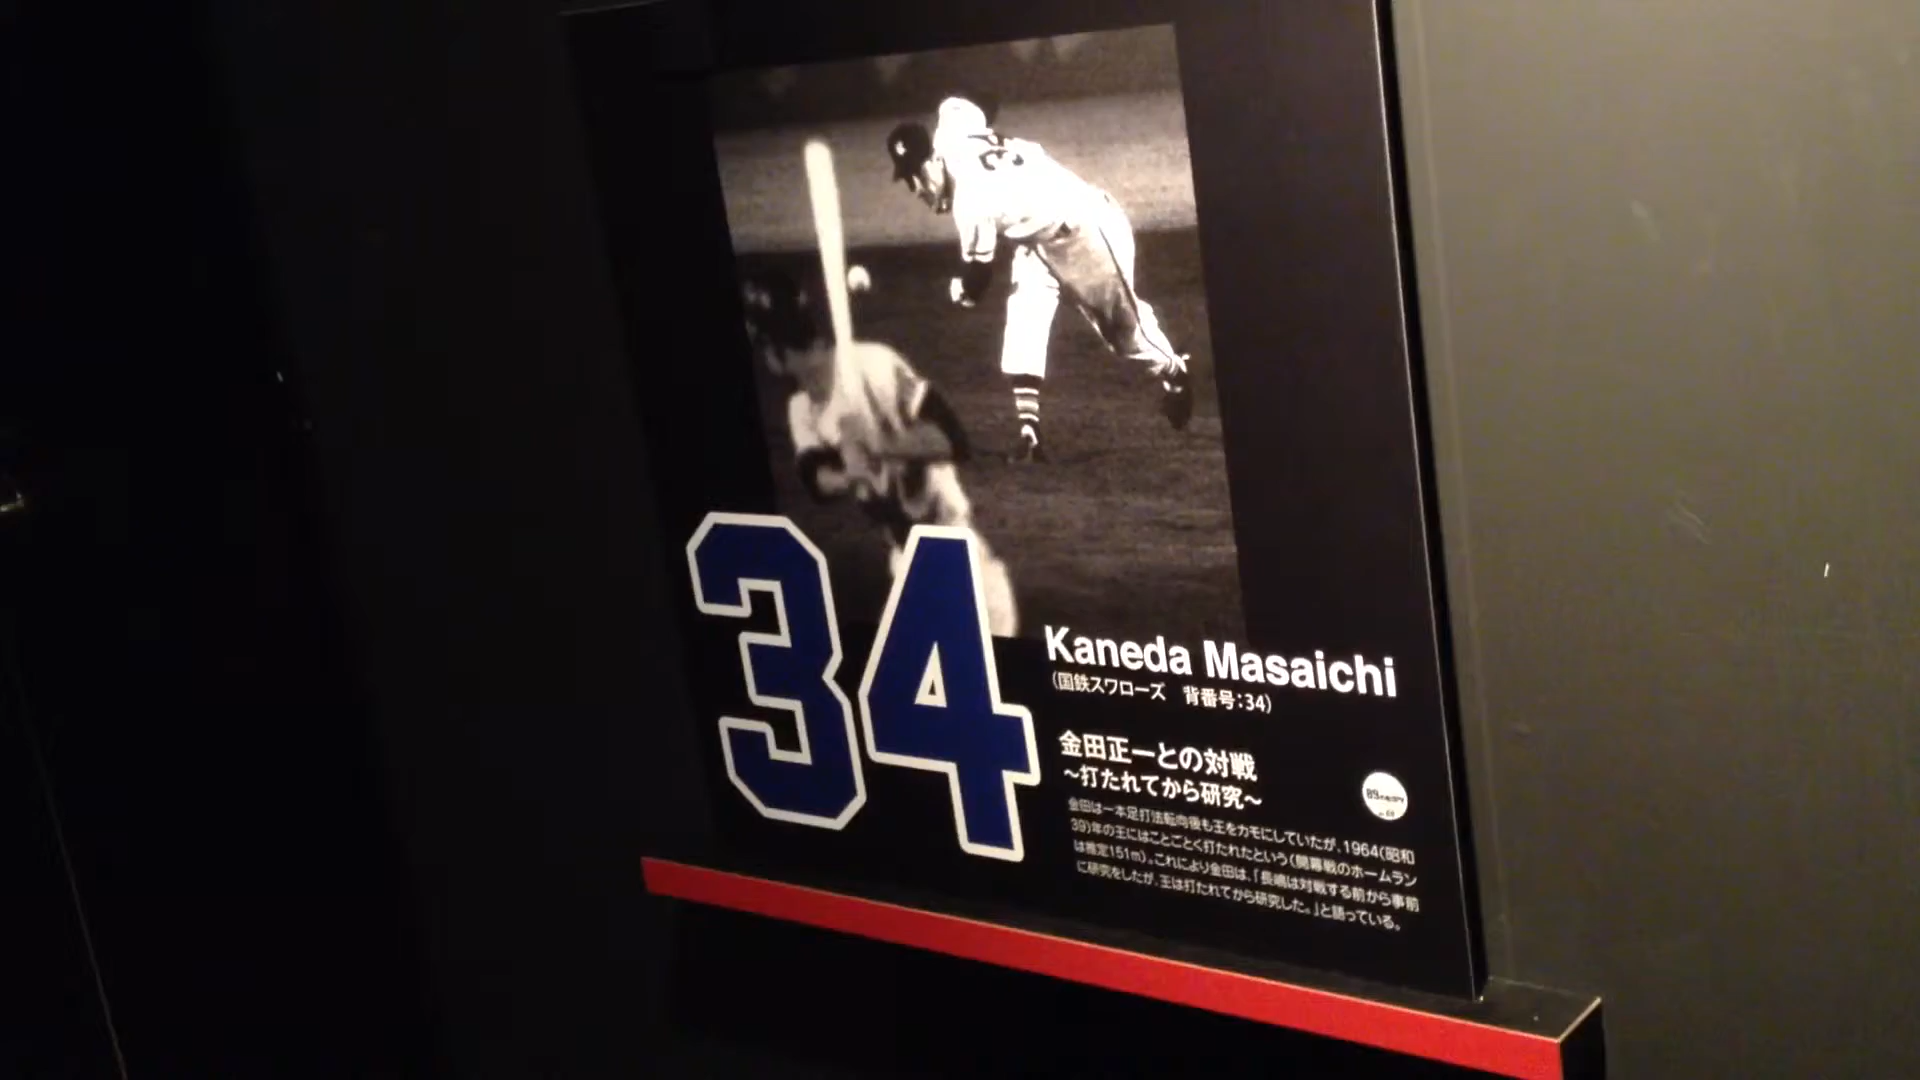 3
34
Kaneda Masaichi
(国鉄スワローズ 背番号:34)
金田正一との対戦
~打たれてから研究~
金田は一本足打法転向後も王をカモにしていたが、1964(昭和
39)年の王にはことごとく打たれたという(開幕戦のホームラン
は推定151m)。これにより金田は、「長嶋は対戦する前から事前
に研究をしたが、王は打たれてから研究した。」と語っている。
89